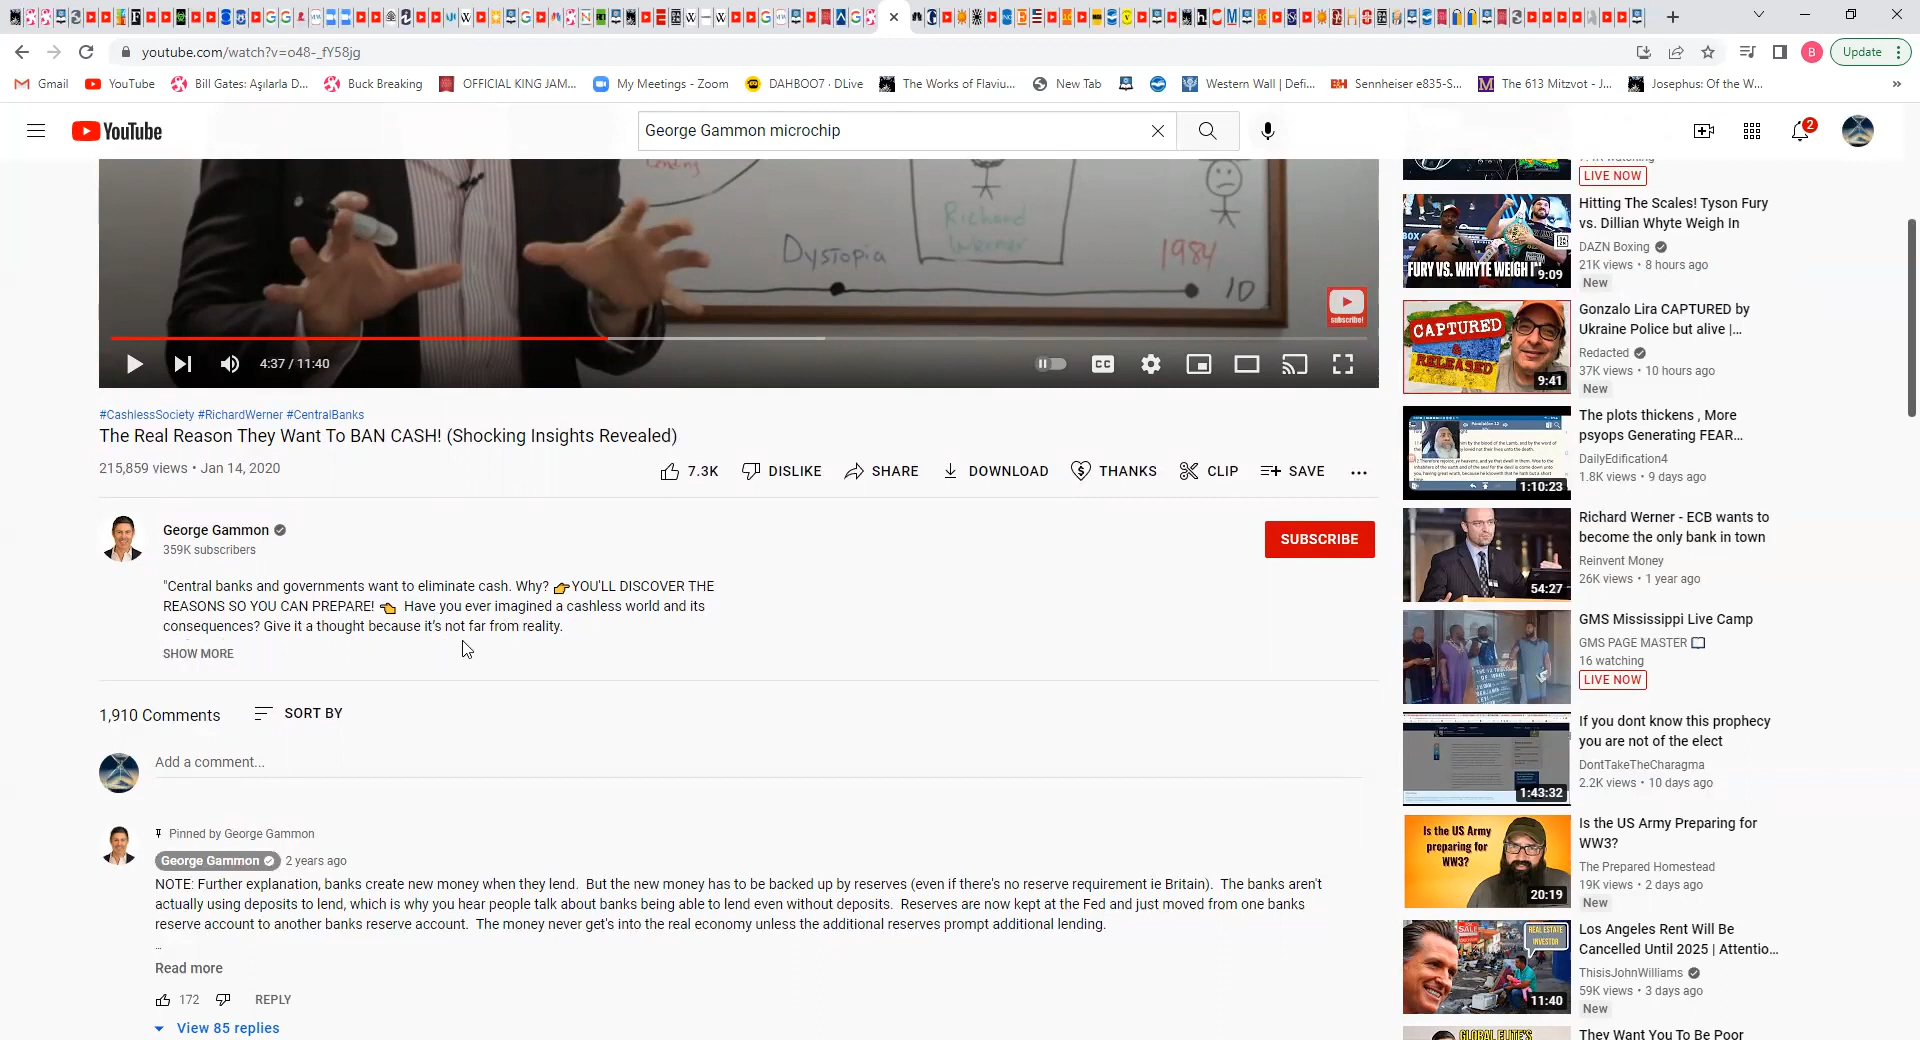 youtube.com/watch?v=o48-_fY58jg
Update
Gmail
YouTube
Bill Gates: Aşılarla D...
Buck Breaking
OFFICIAL KING JAM...
My Meetings - Zoom
DAHBOO7 · DLive
The Works of Flaviu...
New Tab
Western Wall | Defi...
Sennheiser e835-S...
The 613 Mitzvot - J...
Josephus: Of the W...
»
YouTube
George Gammon microchip
2
Lending
Richard
Werner
Dystopia
1984
10
subscribe!
4:37 / 11:40
CC
#CashlessSociety #RichardWerner #CentralBanks
The Real Reason They Want To BAN CASH! (Shocking Insights Revealed)
215,859 views • Jan 14, 2020
7.3K
DISLIKE
SHARE
DOWNLOAD
THANKS
CLIP
SAVE
George Gammon
359K subscribers
SUBSCRIBE
"Central banks and governments want to eliminate cash. Why? 👉YOU'LL DISCOVER THE
REASONS SO YOU CAN PREPARE! 👈 Have you ever imagined a cashless world and its
consequences? Give it a thought because it's not far from reality.
SHOW MORE
1,910 Comments
SORT BY
Add a comment...
Pinned by George Gammon
George Gammon
2 years ago
NOTE: Further explanation, banks create new money when they lend. But the new money has to be backed up by reserves (even if there's no reserve requirement ie Britain). The banks aren't
actually using deposits to lend, which is why you hear people talk about banks being able to lend even without deposits. Reserves are now kept at the Fed and just moved from one banks
reserve account to another banks reserve account. The money never get's into the real economy unless the additional reserves prompt additional lending.
...
Read more
172
REPLY
View 85 replies
LIVE NOW
FURY VS. WHYTE WEIGH IN
9:09
Hitting The Scales! Tyson Fury
vs. Dillian Whyte Weigh In
DAZN Boxing
21K views • 8 hours ago
New
CAPTURED
&
RELEASED
9:41
Gonzalo Lira CAPTURED by
Ukraine Police but alive |...
Redacted
37K views • 10 hours ago
New
1:10:23
The plots thickens , More
psyops Generating FEAR...
DailyEdification4
1.8K views • 9 days ago
54:27
Richard Werner - ECB wants to
become the only bank in town
Reinvent Money
26K views • 1 year ago
GMS Mississippi Live Camp
GMS PAGE MASTER
16 watching
LIVE NOW
1:43:32
If you dont know this prophecy
you are not of the elect
DontTakeTheCharagma
2.2K views • 10 days ago
Is the US Army
preparing for
WW3?
20:19
Is the US Army Preparing for
WW3?
The Prepared Homestead
19K views • 2 days ago
New
SALE
REAL ESTATE
INVESTOR
11:40
Los Angeles Rent Will Be
Cancelled Until 2025 | Attentio...
ThisisJohnWilliams
59K views • 3 days ago
New
GLOBAL ELITE'S
They Want You To Be Poor